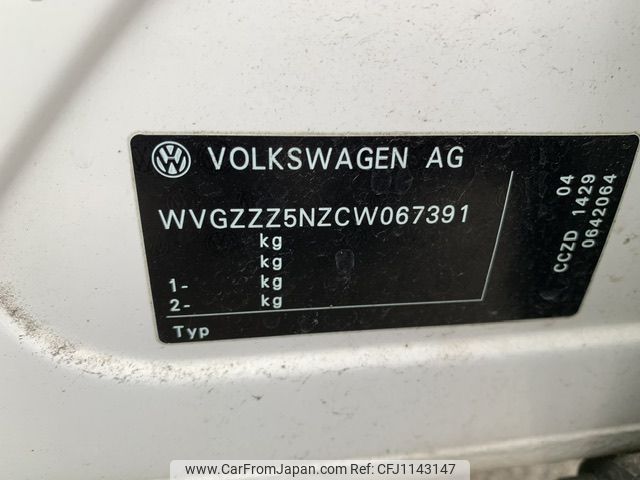 VOLKSWAGEN AG
WVGZZZ5NZCW067391
kg
kg
1- kg
2- kg
Typ
04
CCZD 1429
0642064
www.CarFromJapan.com | REF:CFJ1143147